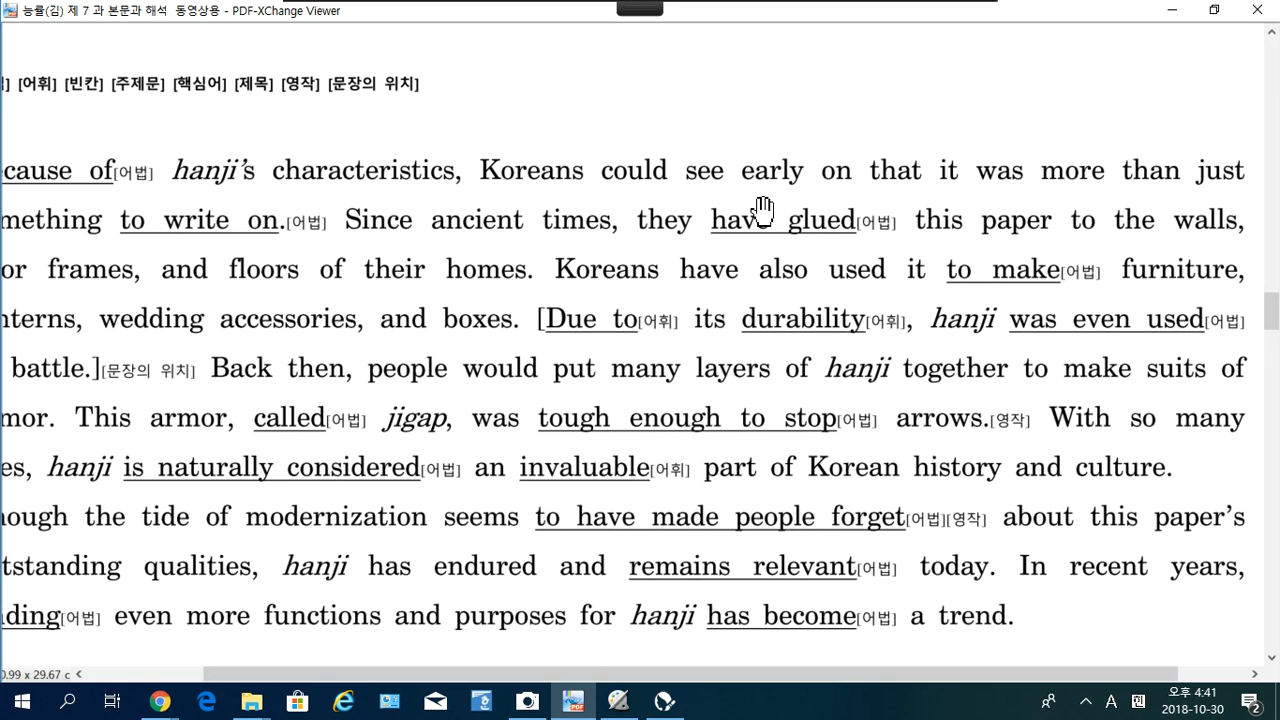 능률(김) 제 7 과 본문과 해석 동영상용 - PDF-XChange Viewer
[어휘] [빈칸] [주제문] [핵심어] [제목] [영작] [문장의 위치]
cause of[어법] hanji's characteristics, Koreans could see early on that it was more than just
mething to write on.[어법] Since ancient times, they have glued[어법] this paper to the walls,
or frames, and floors of their homes. Koreans have also used it to make[어법] furniture,
nterns, wedding accessories, and boxes. [Due to[어휘] its durability[어휘], hanji was even used[어법]
battle.][문장의 위치] Back then, people would put many layers of hanji together to make suits of
mor. This armor, called[어법] jigap, was tough enough to stop[어법] arrows.[영작] With so many
es, hanji is naturally considered[어법] an invaluable[어휘] part of Korean history and culture.
ough the tide of modernization seems to have made people forget[어법][영작] about this paper's
tstanding qualities, hanji has endured and remains relevant[어법] today. In recent years,
ding[어법] even more functions and purposes for hanji has become[어법] a trend.
0.99 x 29.67 c
A 오후 4:41
2018-10-30 2